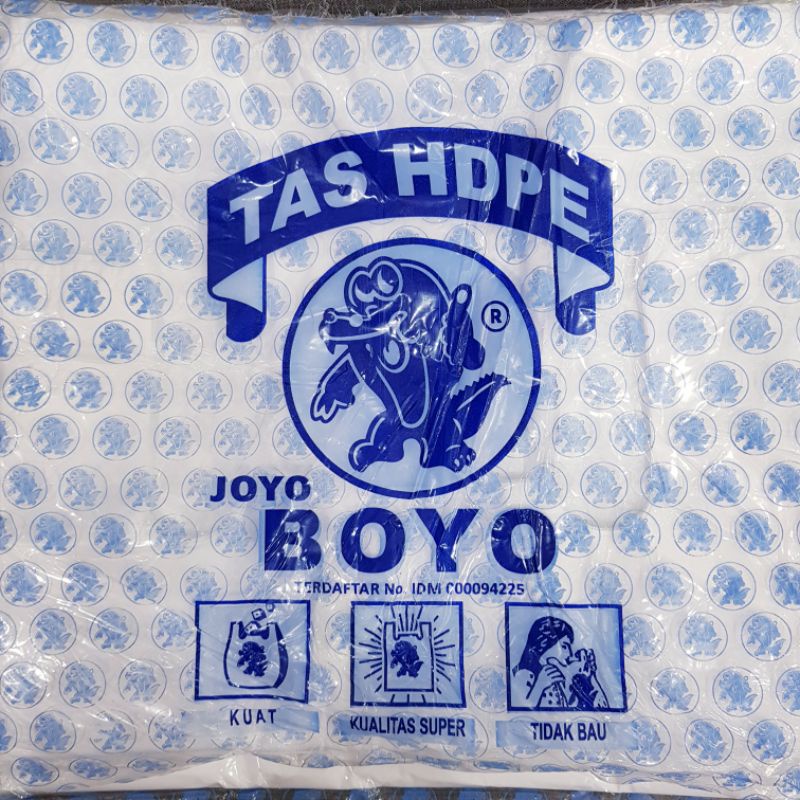 TAS HDPE
®
JOYO
BOYO
TERDAFTAR No. IDM 000094225
KUAT
KUALITAS SUPER
TIDAK BAU